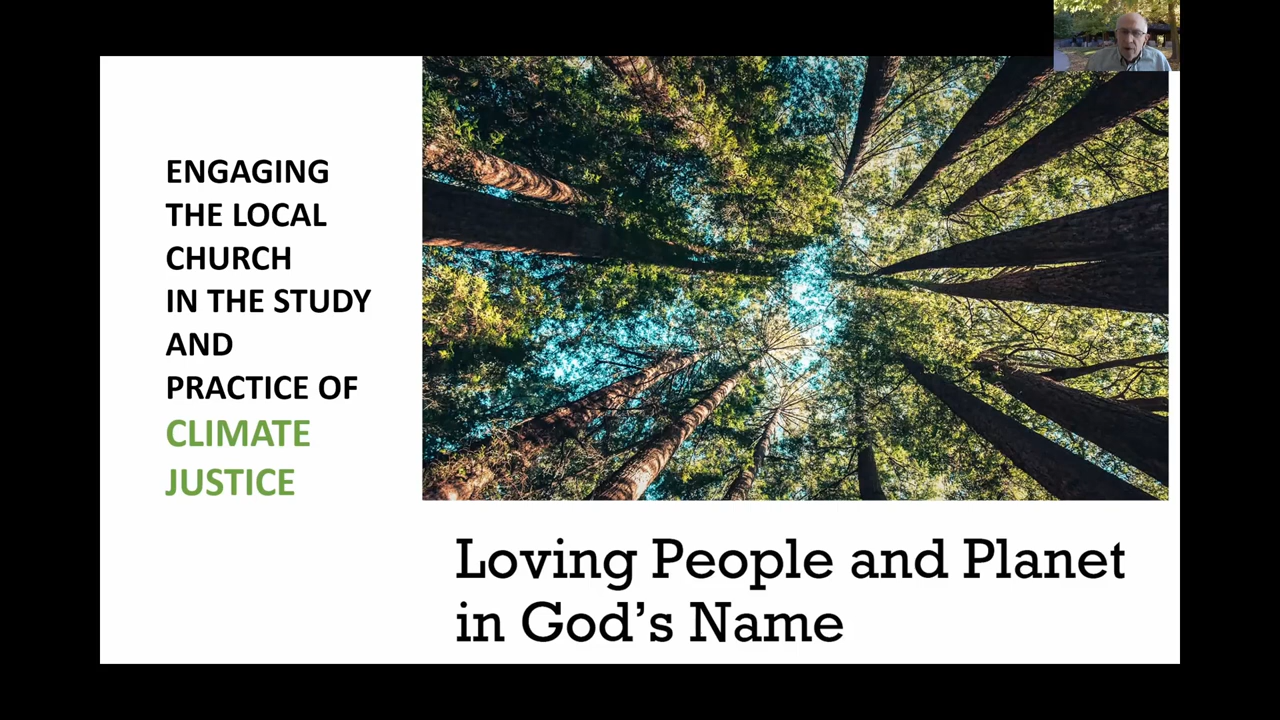 ENGAGING
THE LOCAL
CHURCH
IN THE STUDY
AND
PRACTICE OF
CLIMATE
JUSTICE
Loving People and Planet
in God’s Name